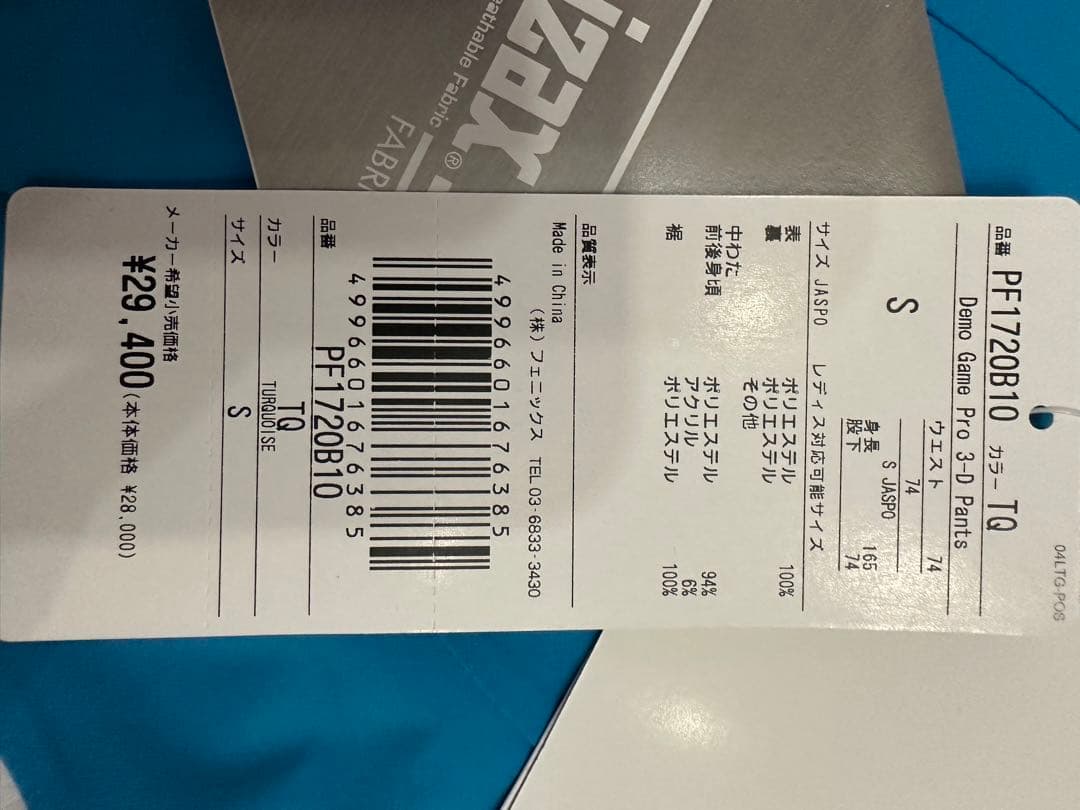 izax
eathable Fabric ®
FABRI
04LTG-POS
品番 PF1720B10 カラー TQ
Demo Game Pro 3-D Pants
ウエスト 74
S 74
S JASPO
身長 165
股下 74
サイズ JASPO レディス対応可能サイズ
表 ポリエステル 100%
裏 ポリエステル
その他
中わた
前後身頃 ポリエステル 94%
アクリル 6%
裾 ポリエステル 100%
品質表示
(株)フェニックス TEL 03-6833-3430
Made in China
4996601676385
4996601676385
品番 PF1720B10
カラー TQ
TURQUOISE
サイズ S
メーカー希望小売価格
¥29,400(本体価格 ¥28,000)